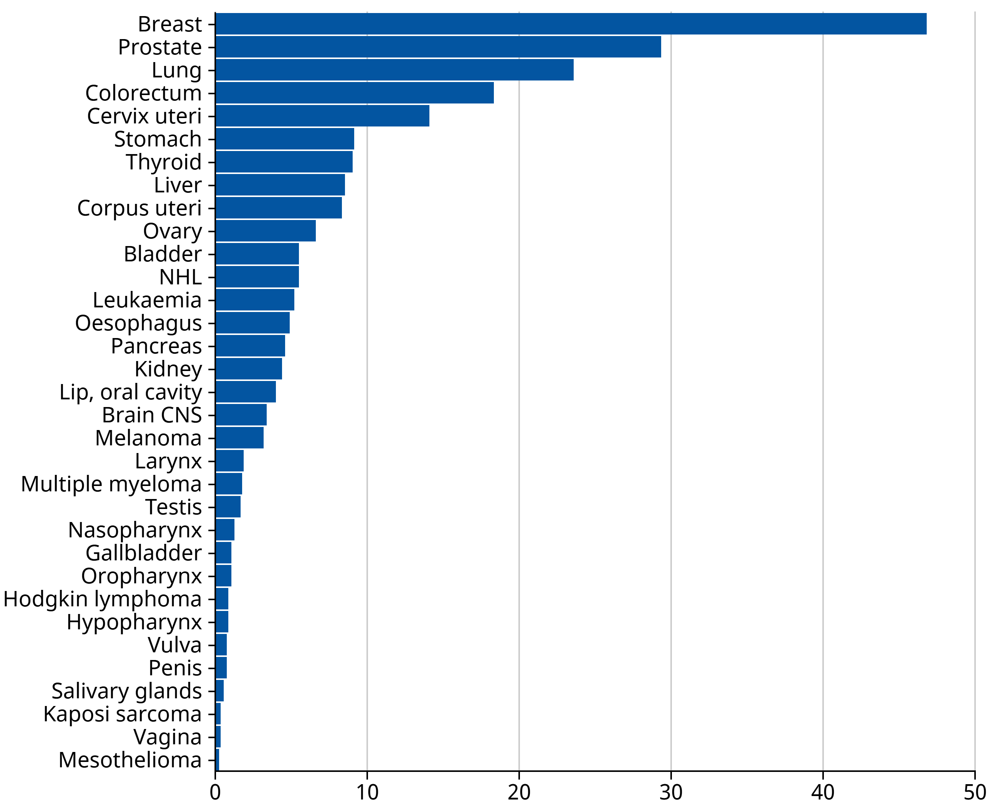 Breast
Prostate
Lung
Colorectum
Cervix uteri
Stomach
Thyroid
Liver
Corpus uteri
Ovary
Bladder
NHL
Leukaemia
Oesophagus
Pancreas
Kidney
Lip, oral cavity
Brain CNS
Melanoma
Larynx
Multiple myeloma
Testis
Nasopharynx
Gallbladder
Oropharynx
Hodgkin lymphoma
Hypopharynx
Vulva
Penis
Salivary glands
Kaposi sarcoma
Vagina
Mesothelioma
0 10 20 30 40 50